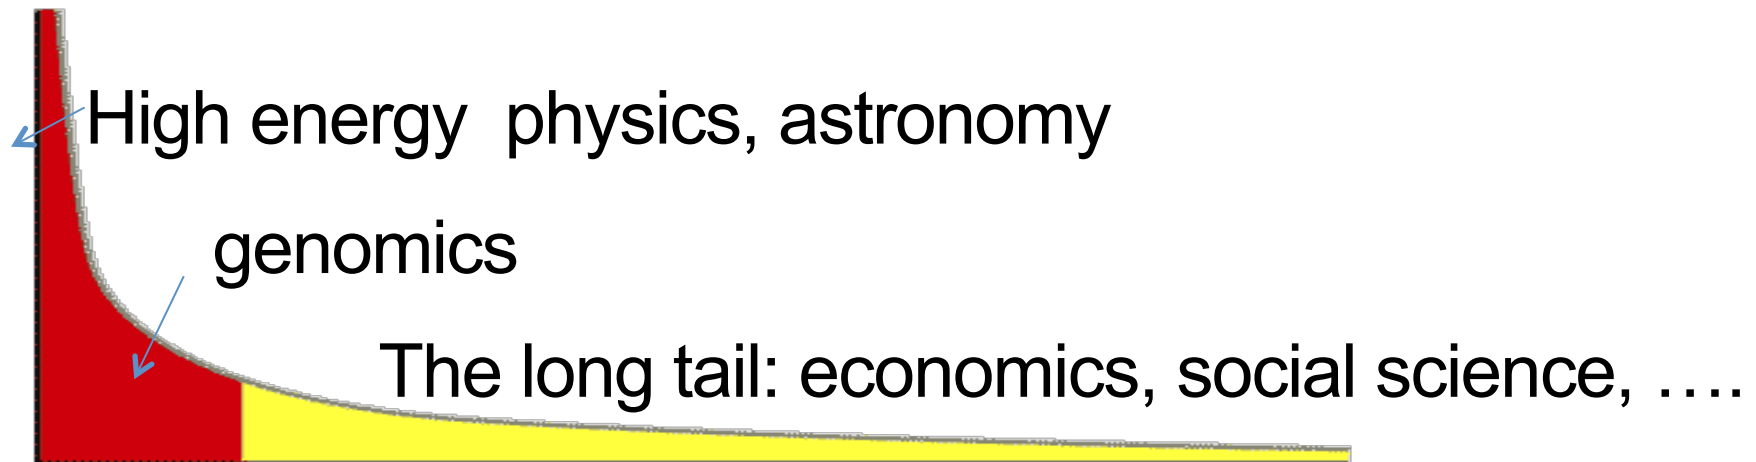 High energy  physics, astronomy
genomics
The long tail: economics, social science, ….